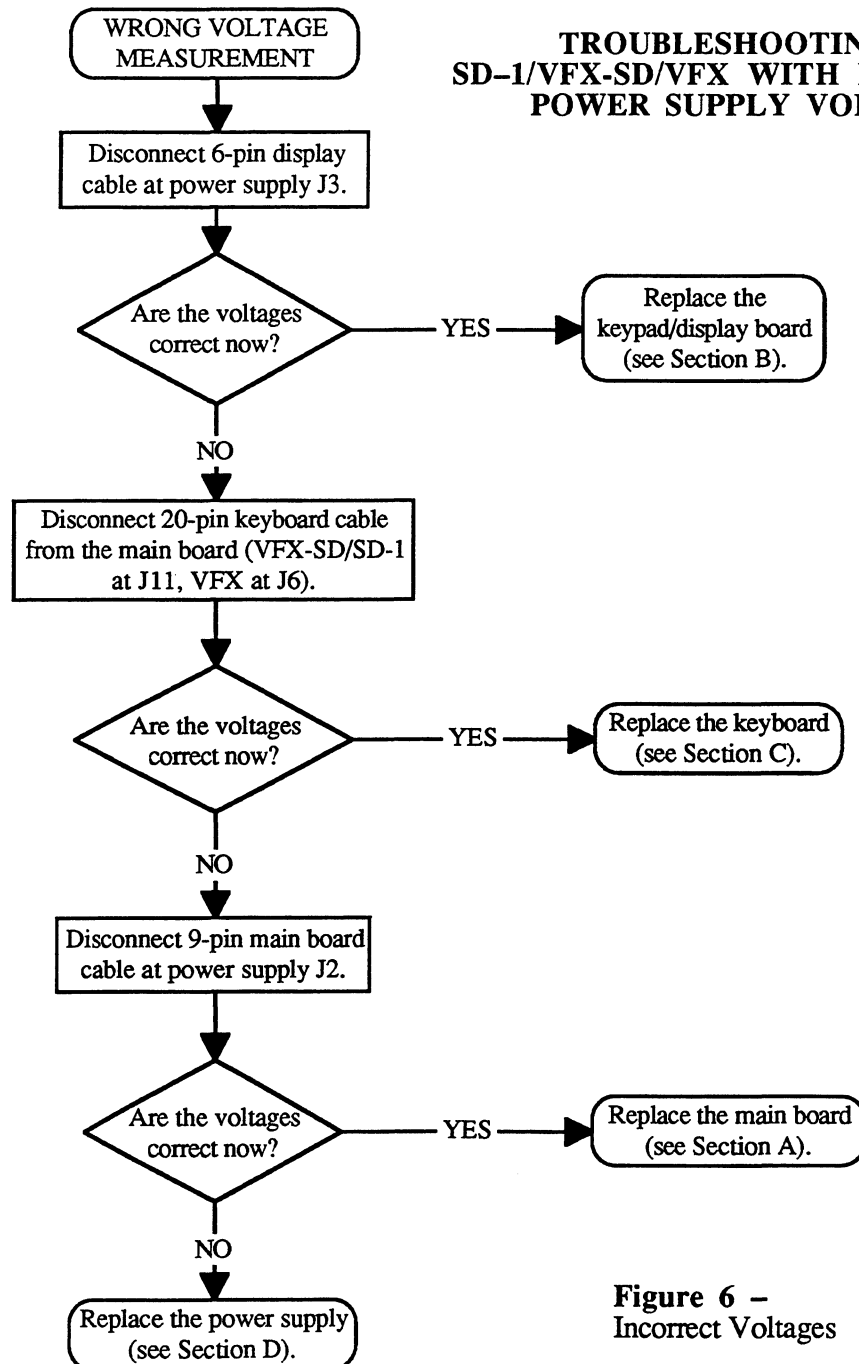 WRONG VOLTAGE
MEASUREMENT
TROUBLESHOOTIN
SD–1/VFX-SD/VFX WITH
POWER SUPPLY VO
Disconnect 6-pin display
cable at power supply J3.
Are the voltages
correct now?
YES
Replace the
keypad/display board
(see Section B).
NO
Disconnect 20-pin keyboard cable
from the main board (VFX-SD/SD-1
at J11, VFX at J6).
Are the voltages
correct now?
YES
Replace the keyboard
(see Section C).
NO
Disconnect 9-pin main board
cable at power supply J2.
Are the voltages
correct now?
YES
Replace the main board
(see Section A).
NO
Replace the power supply
(see Section D).
Figure 6 –
Incorrect Voltages